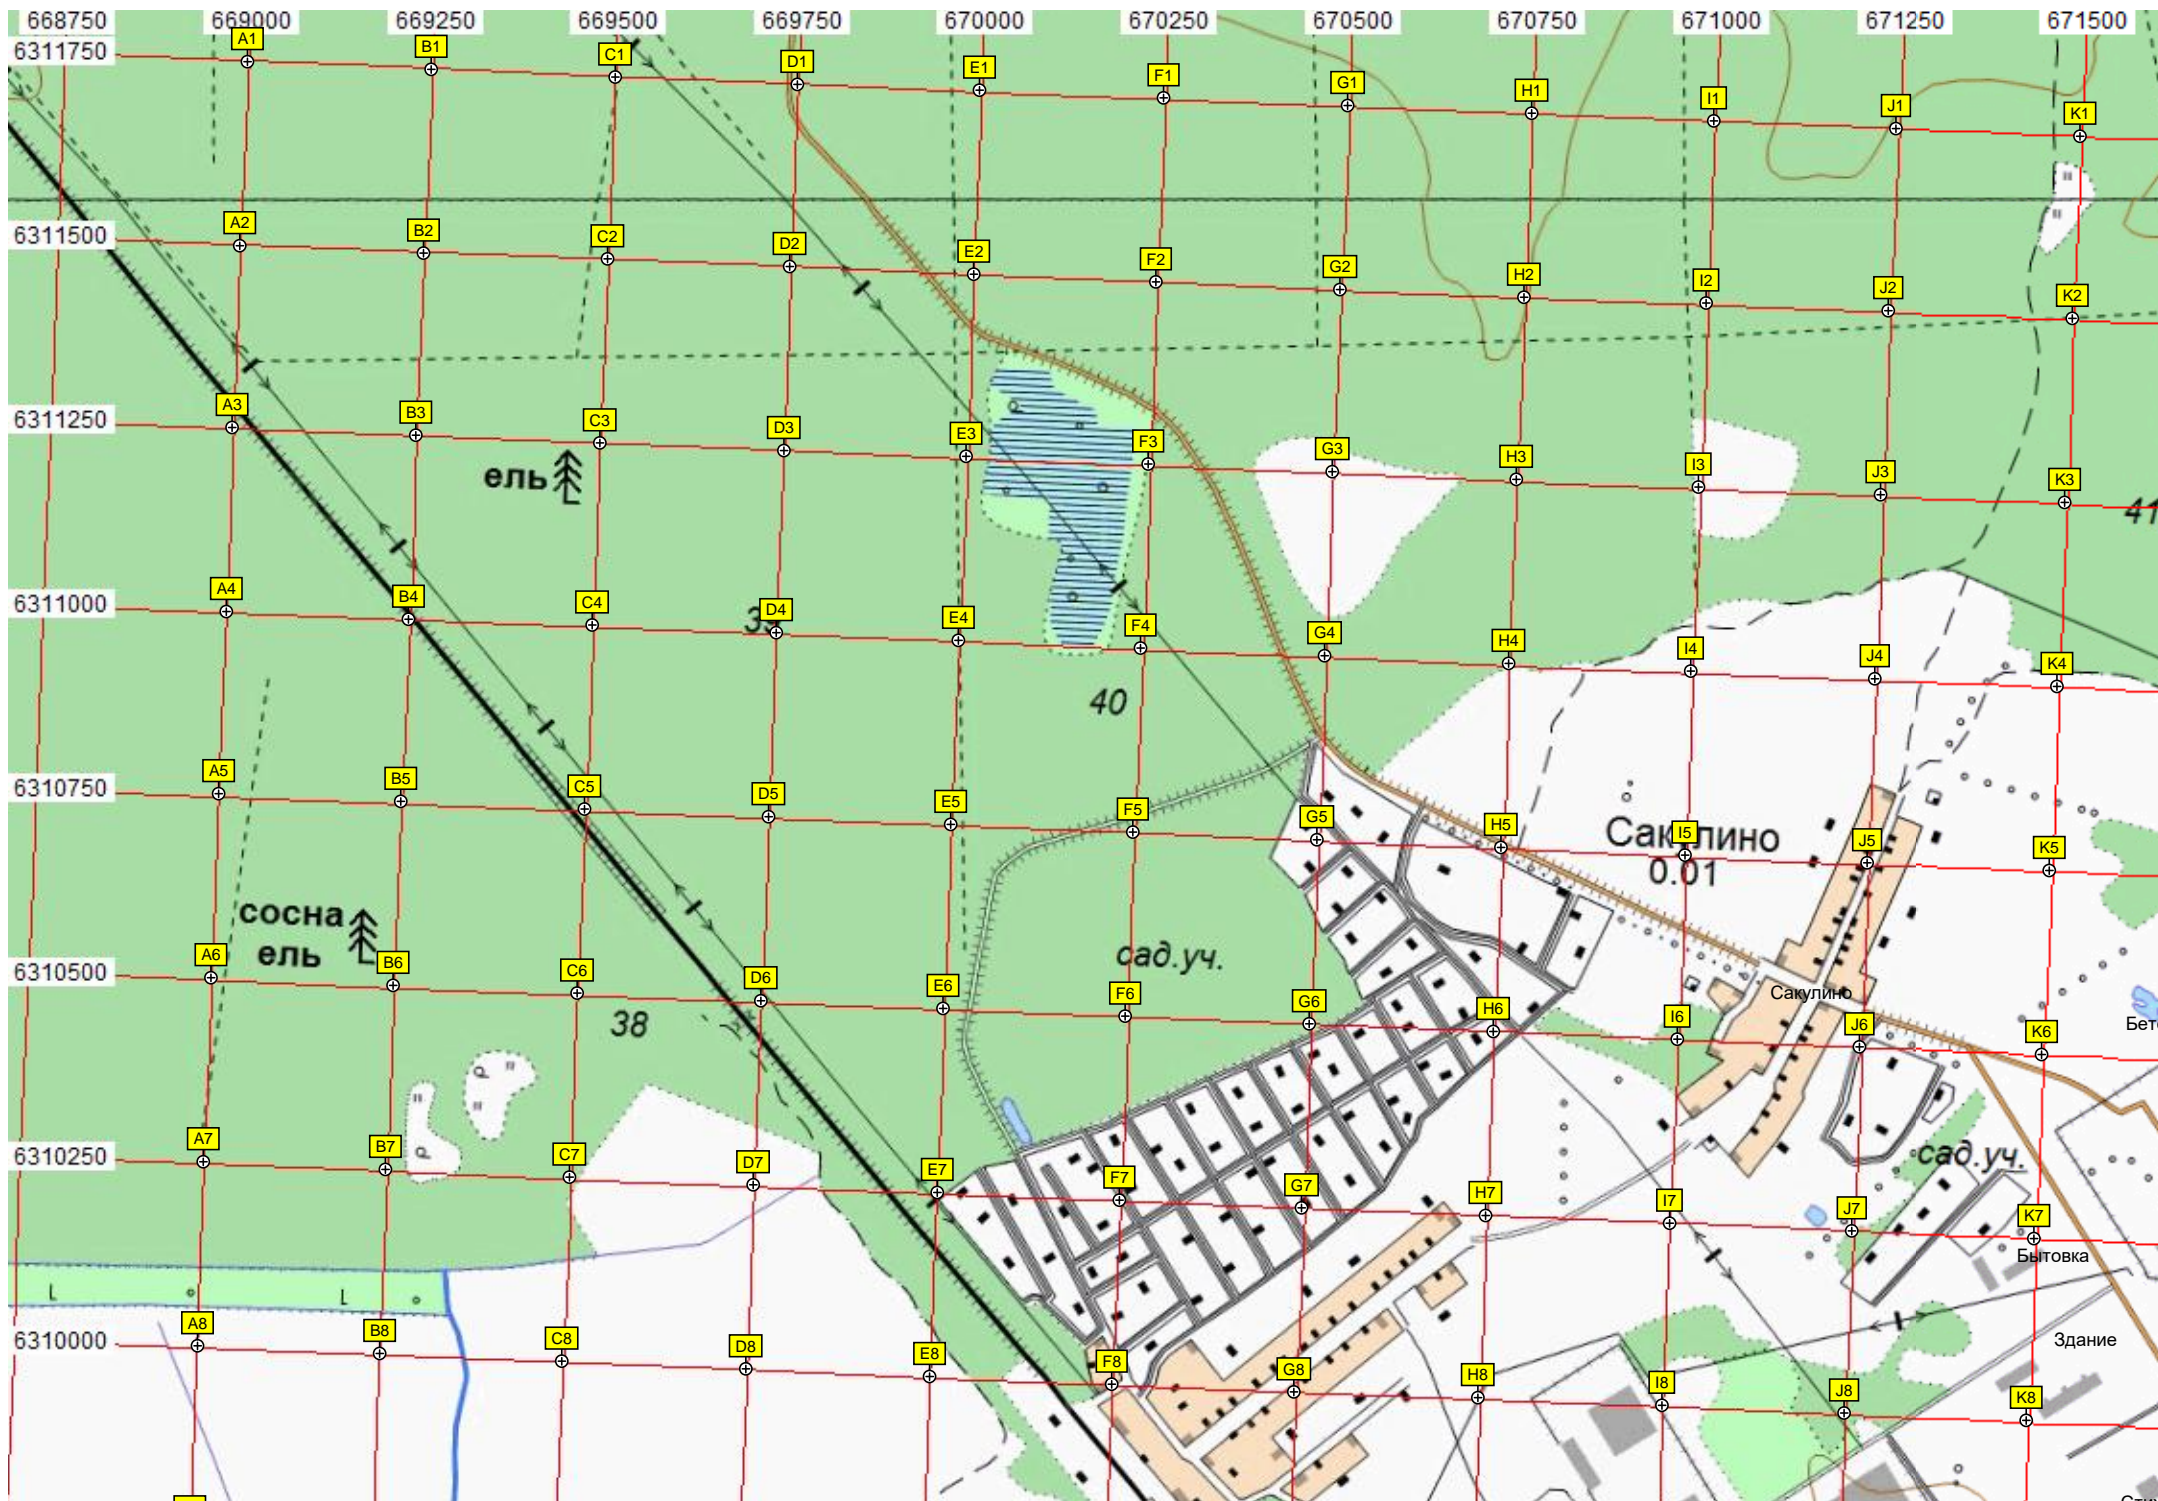 668750 669000 669250 669500 669750 670000 670250 670500 670750 671000 671250 671500
6311750
A1 B1 C1 D1 E1 F1 G1 H1 I1 J1 K1
6311500
A2 B2 C2 D2 E2 F2 G2 H2 I2 J2 K2
6311250
A3 B3 C3 D3 E3 F3 G3 H3 I3 J3 K3
ель
41
6311000
A4 B4 C4 D4 E4 F4 G4 H4 I4 J4 K4
40
6310750
A5 B5 C5 D5 E5 F5 G5 H5 I5 J5 K5
Сакулино
0.01
сосна
ель
сад.уч.
6310500
A6 B6 C6 D6 E6 F6 G6 H6 I6 J6 K6
Сакулино
38
6310250
A7 B7 C7 D7 E7 F7 G7 H7 I7 J7 K7
сад.уч.
Бытовка
6310000
A8 B8 C8 D8 E8 F8 G8 H8 I8 J8 K8
Здание